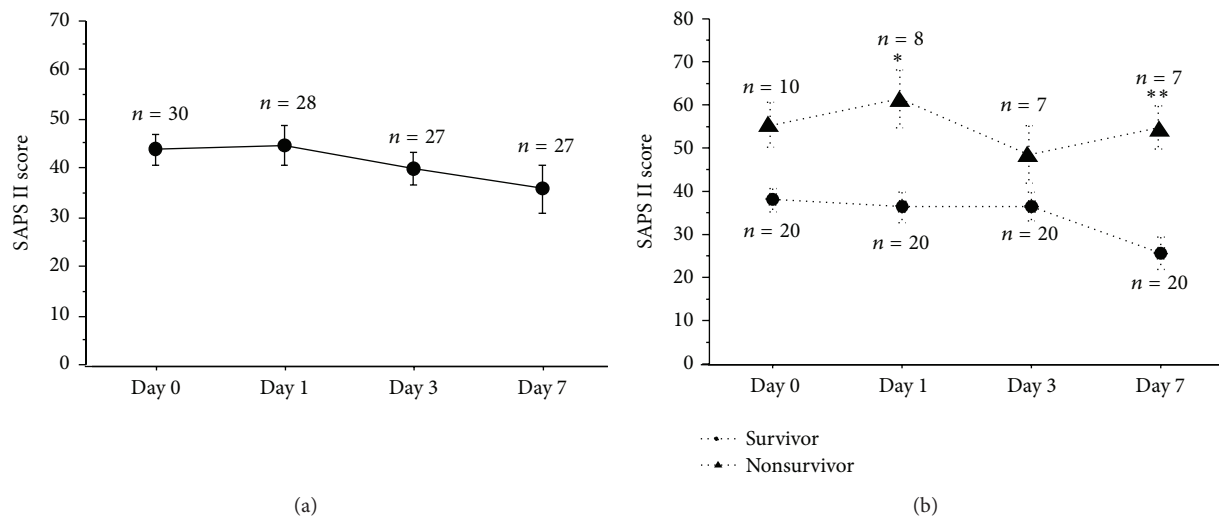 70
60
50
40
30
20
10
0
SAPS II score
n = 30
n = 28
n = 27
n = 27
Day 0
Day 1
Day 3
Day 7
(a)
80
70
60
50
40
30
20
10
0
SAPS II score
n = 10
n = 8
*
n = 7
n = 7
**
n = 20
n = 20
n = 20
n = 20
Day 0
Day 1
Day 3
Day 7
Survivor
Nonsurvivor
(b)